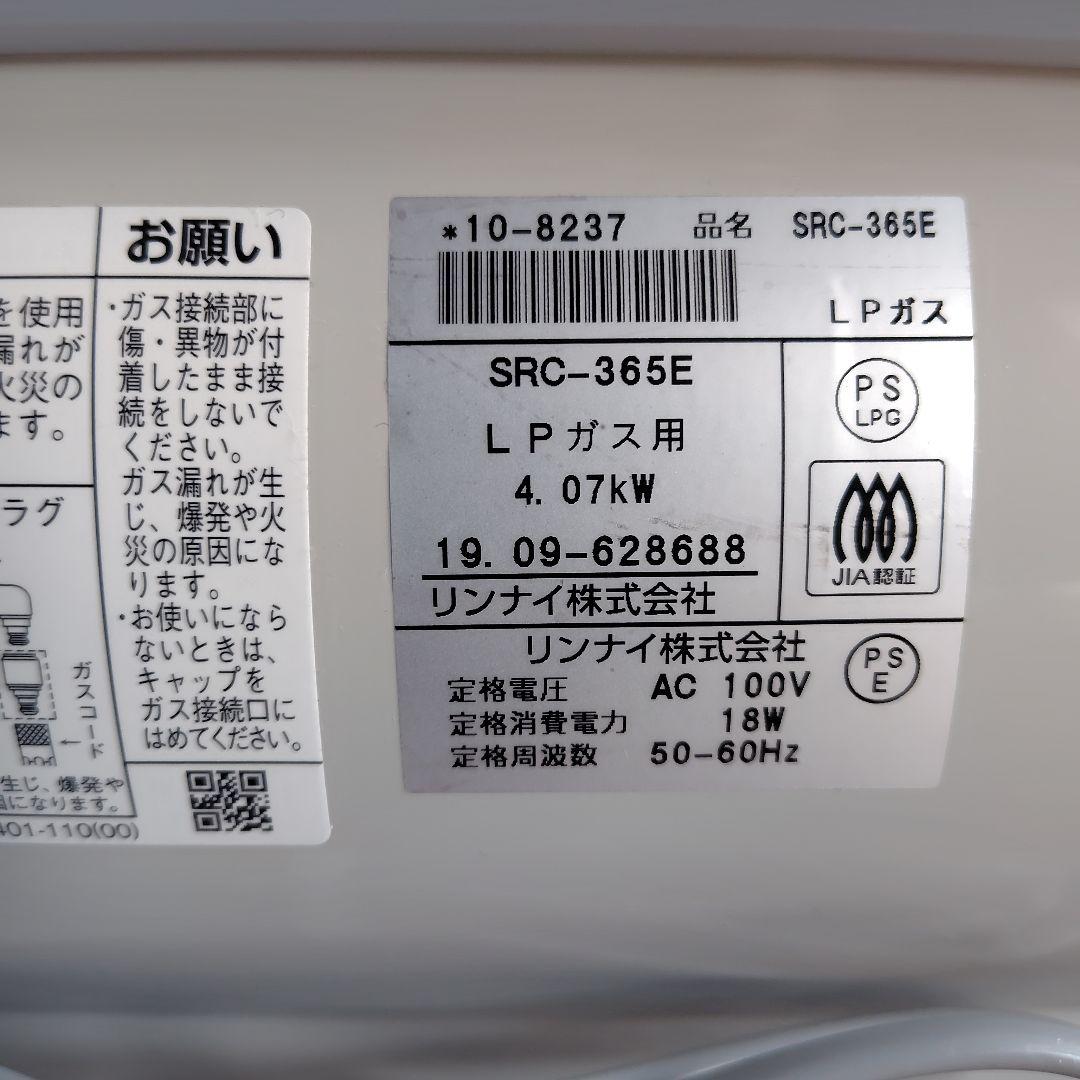 を使用
漏れが
火災の
ます。
ラグ
ガスコード
生じ、爆発や
因になります。
401-110(00)
お願い
・ガス接続部に
傷・異物が付
着したまま接
続をしないで
ください。
ガス漏れが生
じ、爆発や火
災の原因にな
ります。
・お使いになら
ないときは、
キャップを
ガス接続口に
はめてください。
*10-8237 品名 SRC-365E
LPガス
SRC-365E
LPガス用
4.07kW
19.09-628688
リンナイ株式会社
PS
LPG
JIA認証
リンナイ株式会社
定格電圧 AC 100V
定格消費電力 18W
定格周波数 50-60Hz
PS
E